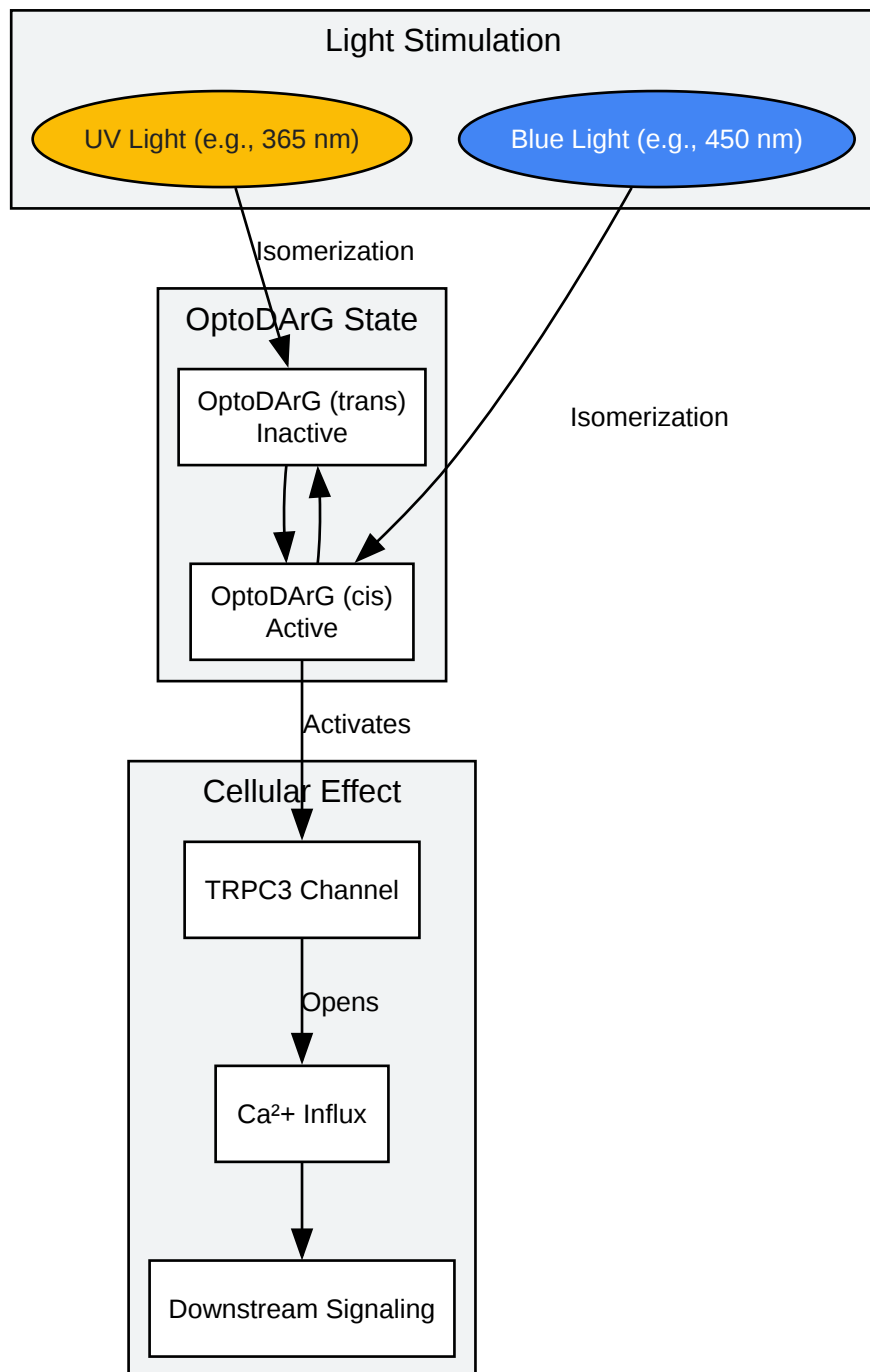 Light Stimulation
UV Light (e.g., 365 nm)
Blue Light (e.g., 450 nm)
Isomerization
OptoDArG State
OptoDArG (trans)
Inactive
Isomerization
OptoDArG (cis)
Active
Activates
Cellular Effect
TRPC3 Channel
Opens
Ca²+ Influx
Downstream Signaling